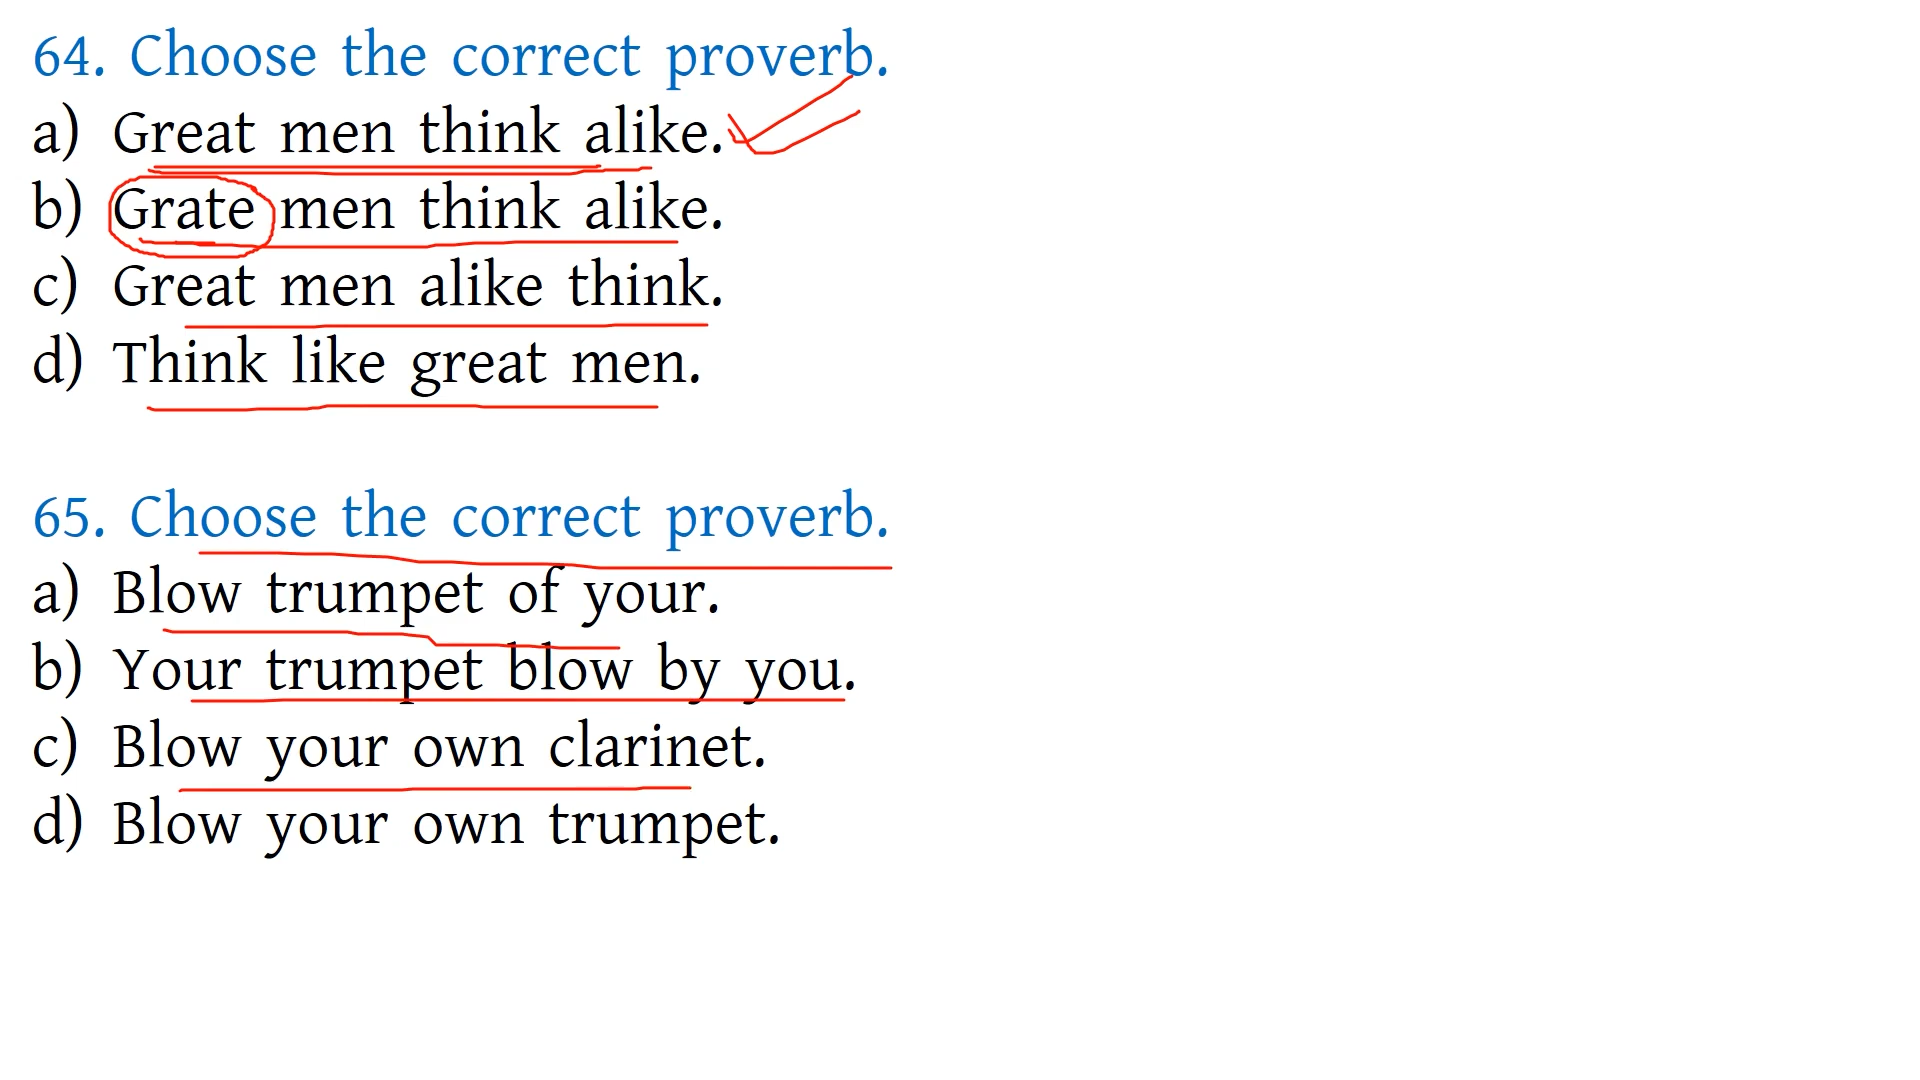 64. Choose the correct proverb.
a) Great men think alike.
b) Grate men think alike.
c) Great men alike think.
d) Think like great men.
65. Choose the correct proverb.
a) Blow trumpet of your.
b) Your trumpet blow by you.
c) Blow your own clarinet.
d) Blow your own trumpet.